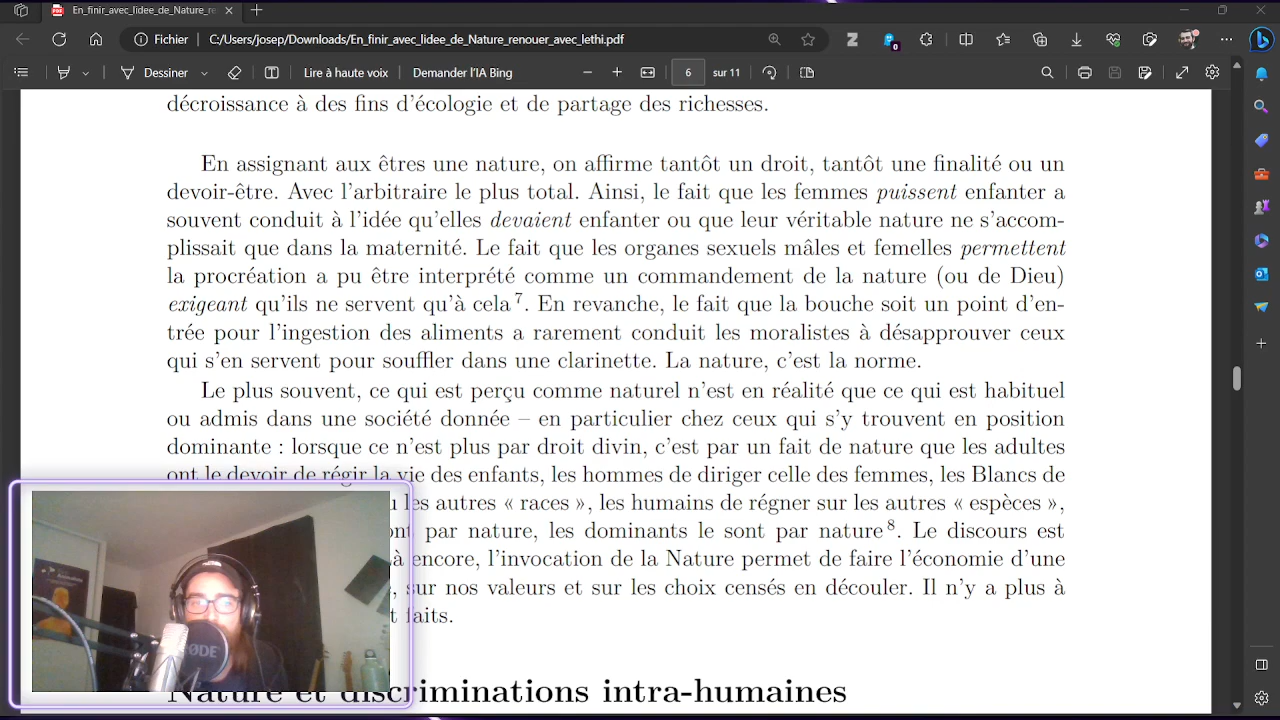 En_finir_avec_lidee_de_Nature_re
Fichier C:/Users/josep/Downloads/En_finir_avec_lidee_de_Nature_renouer_avec_lethi.pdf
0
Dessiner Lire à haute voix Demander l'IA Bing 6 sur 11
décroissance à des fins d'écologie et de partage des richesses.
En assignant aux êtres une nature, on affirme tantôt un droit, tantôt une finalité ou un
devoir-être. Avec l'arbitraire le plus total. Ainsi, le fait que les femmes puissent enfanter a
souvent conduit à l'idée qu'elles devaient enfanter ou que leur véritable nature ne s'accom-
plissait que dans la maternité. Le fait que les organes sexuels mâles et femelles permettent
la procréation a pu être interprété comme un commandement de la nature (ou de Dieu)
exigeant qu'ils ne servent qu'à cela 7. En revanche, le fait que la bouche soit un point d'en-
trée pour l'ingestion des aliments a rarement conduit les moralistes à désapprouver ceux
qui s'en servent pour souffler dans une clarinette. La nature, c'est la norme.
Le plus souvent, ce qui est perçu comme naturel n'est en réalité que ce qui est habituel
ou admis dans une société donnée – en particulier chez ceux qui s'y trouvent en position
dominante : lorsque ce n'est plus par droit divin, c'est par un fait de nature que les adultes
ont le devoir de régir la vie des enfants, les hommes de diriger celle des femmes, les Blancs de
les autres « races », les humains de régner sur les autres « espèces »,
par nature, les dominants le sont par nature 8. Le discours est
à encore, l'invocation de la Nature permet de faire l'économie d'une
, sur nos valeurs et sur les choix censés en découler. Il n'y a plus à
t faits.
Nature et discriminations intra-humaines
RØDE